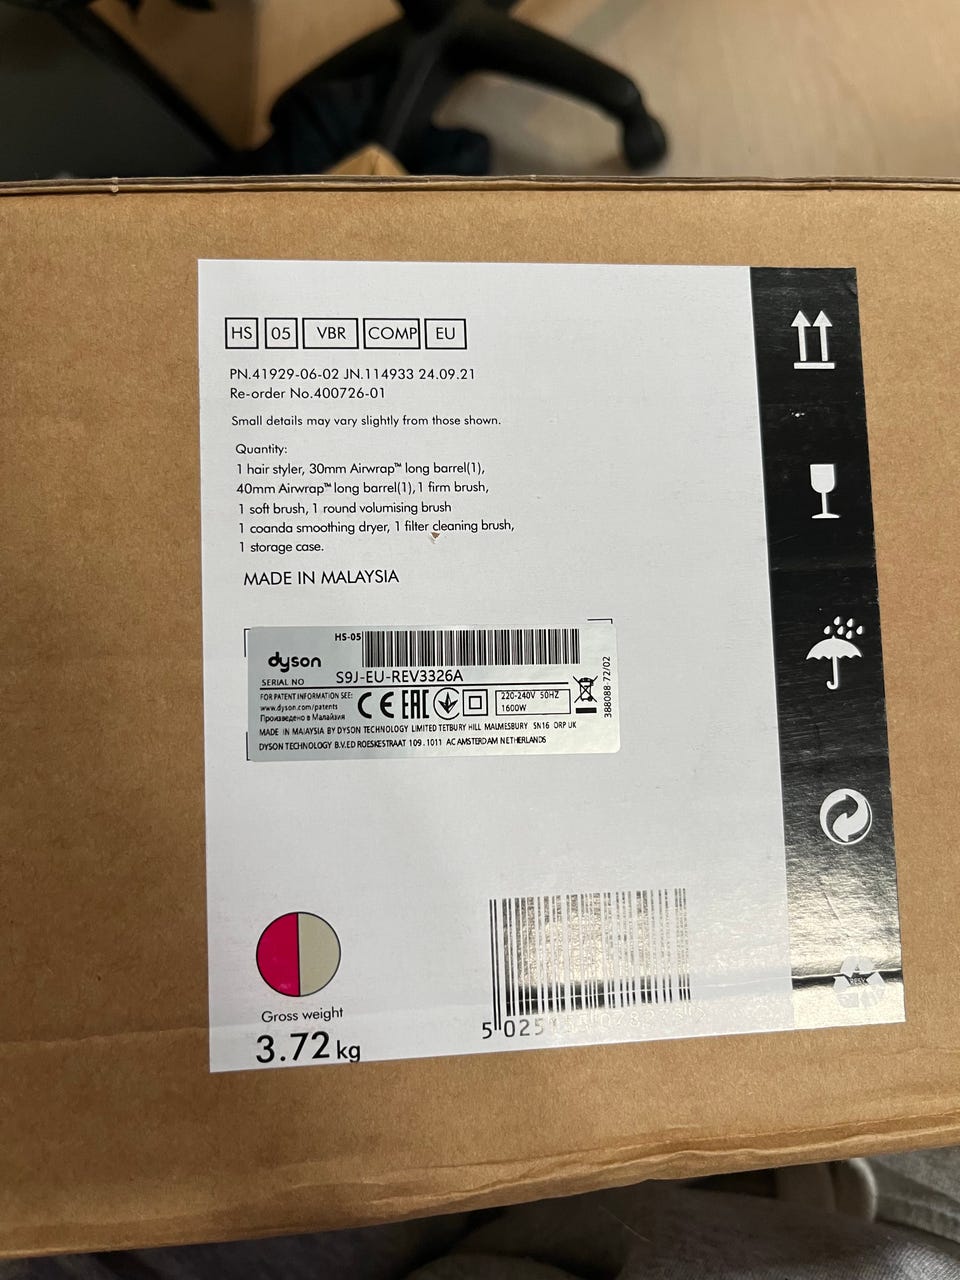 HS 05 VBR COMP EU
PN.41929-06-02 JN.114933 24.09.21
Re-order No.400726-01
Small details may vary slightly from those shown.
Quantity:
1 hair styler, 30mm Airwrap™ long barrel(1),
40mm Airwrap™ long barrel(1), 1 firm brush,
1 soft brush, 1 round volumising brush
1 coanda smoothing dryer, 1 filter cleaning brush,
1 storage case.
MADE IN MALAYSIA
HS-05
dyson
SERIAL NO S9J-EU-REV3326A
FOR PATENT INFORMATION SEE:
www.dyson.com/patents
Произведено в Малайзия
CE EAC
220-240V 50HZ
1600W
388088-72/02
MADE IN MALAYSIA BY DYSON TECHNOLOGY LIMITED TETBURY HILL MALMESBURY SN16 0RP UK
DYSON TECHNOLOGY B.V.ED ROESKESTRAAT 109.1011 AC AMSTERDAM NETHERLANDS
Gross weight
3.72 kg
5 025